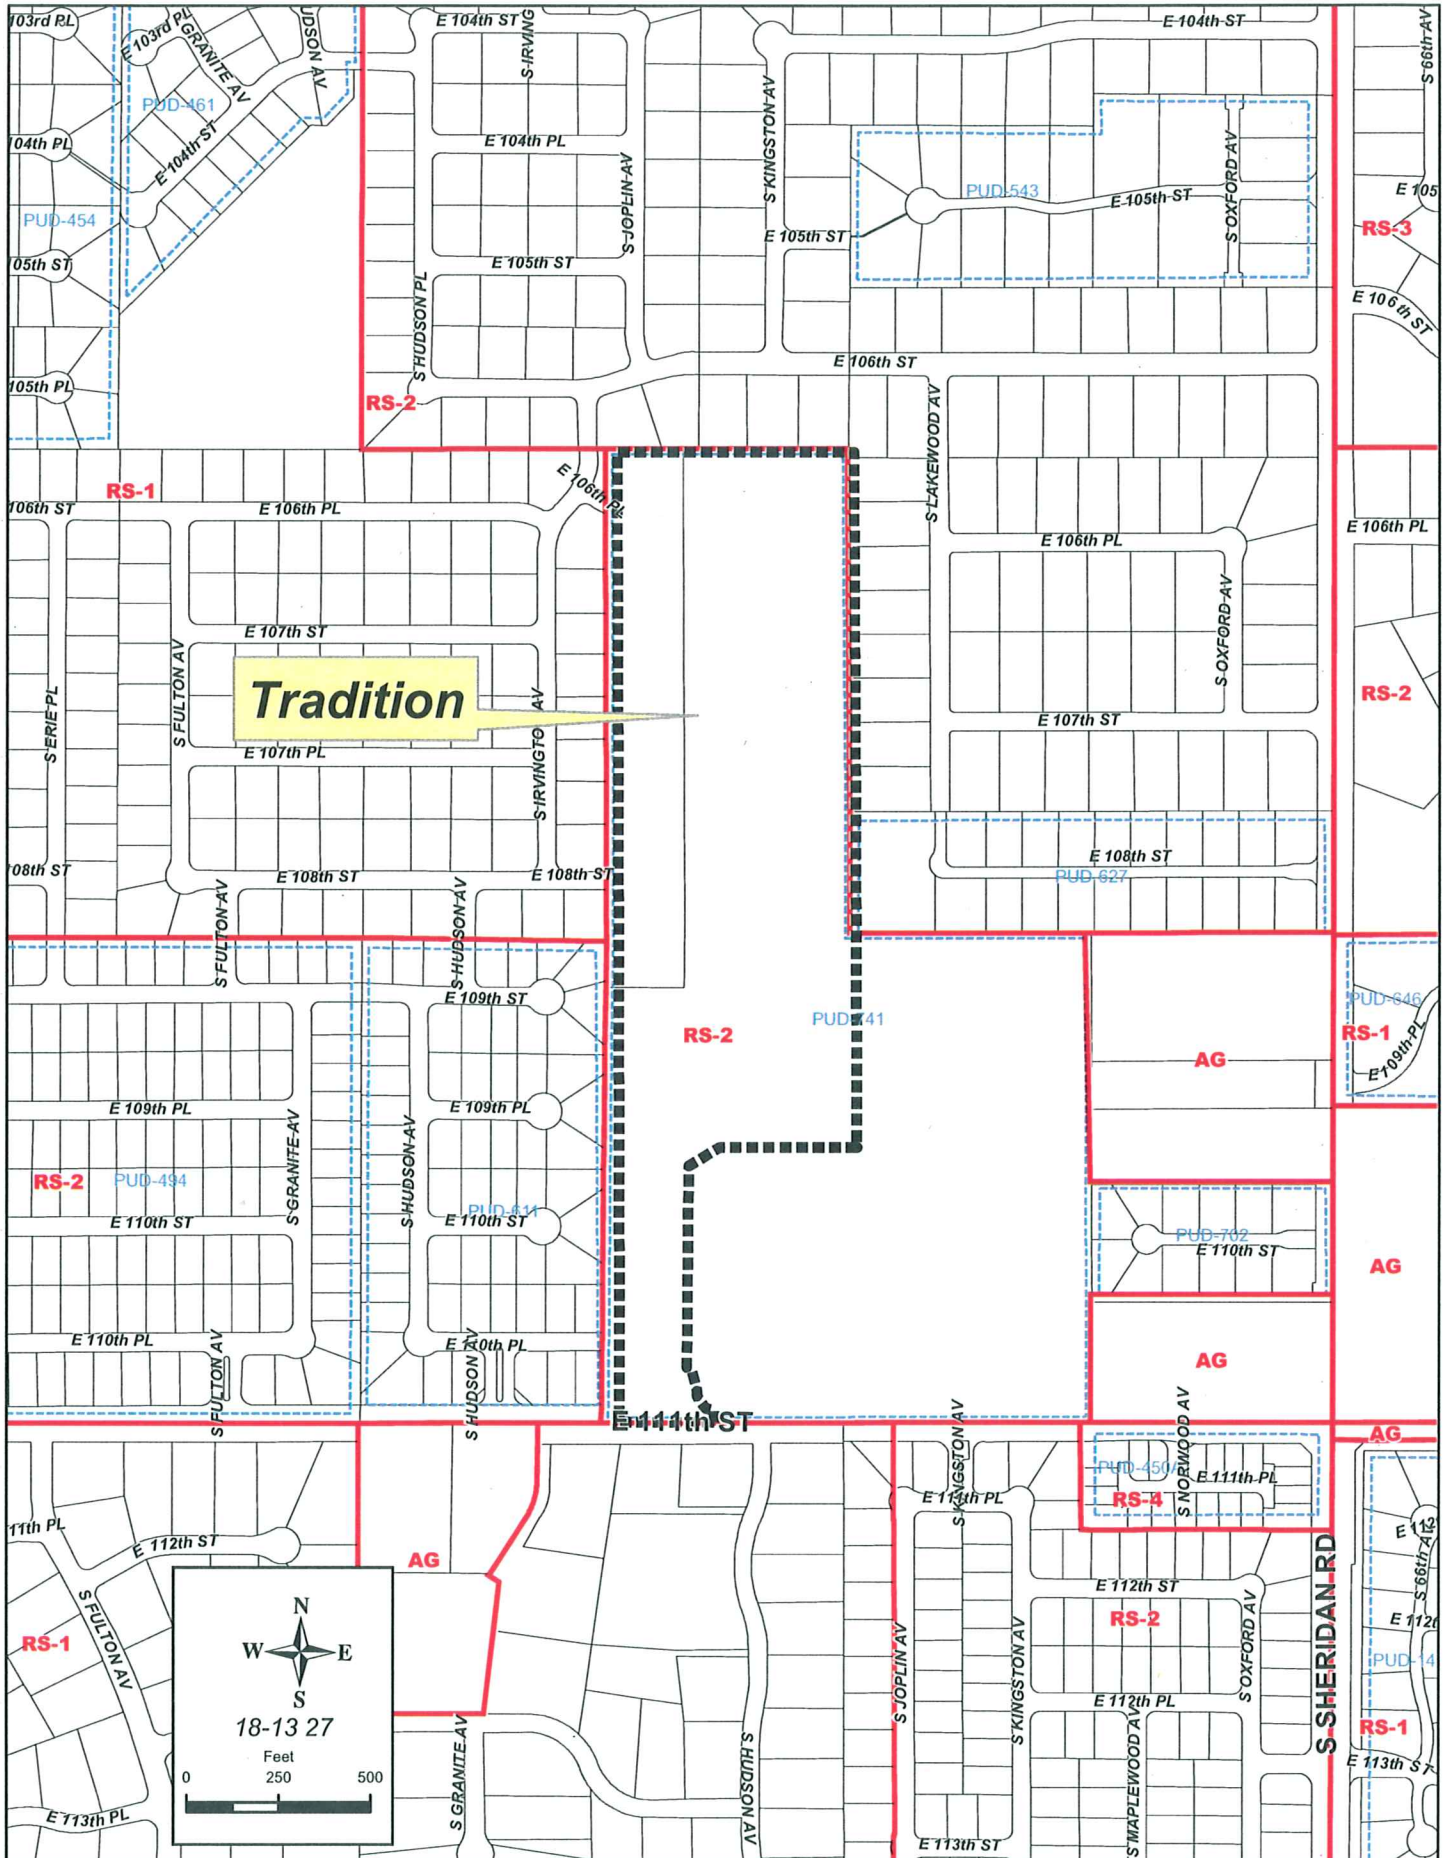 103rd PL
E 103rd PL
GRANITE AV
UDSON AV
E 104th ST
S IRVING
E 104th ST
S 66th AV
PUD-461
104th PL
E 104th ST
E 104th PL
S KINGSTON AV
S JOPLIN AV
PUD-543
E 105th ST
S OXFORD AV
E 105
PUD-454
RS-3
E 105th ST
05th ST
E 105th ST
S HUDSON PL
E 106th ST
E 106th ST
105th PL
RS-2
S LAKEWOOD AV
E 106th PL
RS-1
106th ST
E 106th PL
E 106th PL
E 106th PL
S OXFORD AV
E 107th ST
S FULTON AV
Tradition
S ERIE PL
S IRVINGTO AV
RS-2
E 107th ST
E 107th PL
E 108th ST
PUD-627
08th ST
E 108th ST
E 108th ST
S FULTON AV
S HUDSON AV
E 109th ST
PUD-646
PUD-741
RS-2
RS-1
AG
E 109th PL
E 109th PL
E 109th PL
S GRANITE AV
S HUDSON AV
RS-2
PUD-494
PUD-611
E 110th ST
E 110th ST
PUD-702
E 110th ST
AG
E 110th PL
S FULTON AV
S HUDSON AV
E 110th PL
AG
E 111th ST
S KINGSTON AV
S NORWOOD AV
AG
PUD-450A
E 111th PL
RS-4
E 111th PL
11th PL
E 112th ST
E 112
S 66th AV
AG
S FULTON AV
S SHERIDAN RD
E 112th ST
RS-2
S OXFORD AV
E 112t
RS-1
S JOPLIN AV
S KINGSTON AV
PUD-14
E 112th PL
RS-1
N
W E
S
18-13 27
Feet
0 250 500
S GRANITE AV
S HUDSON AV
S MAPLEWOOD AV
E 113th ST
E 113th PL
E 113th ST